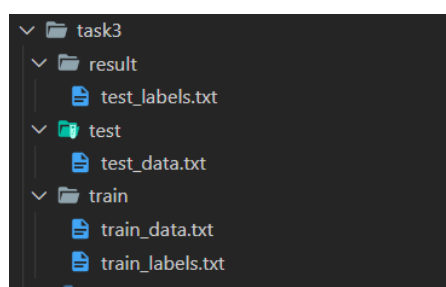 task3
result
test_labels.txt
test
test_data.txt
train
train_data.txt
train_labels.txt